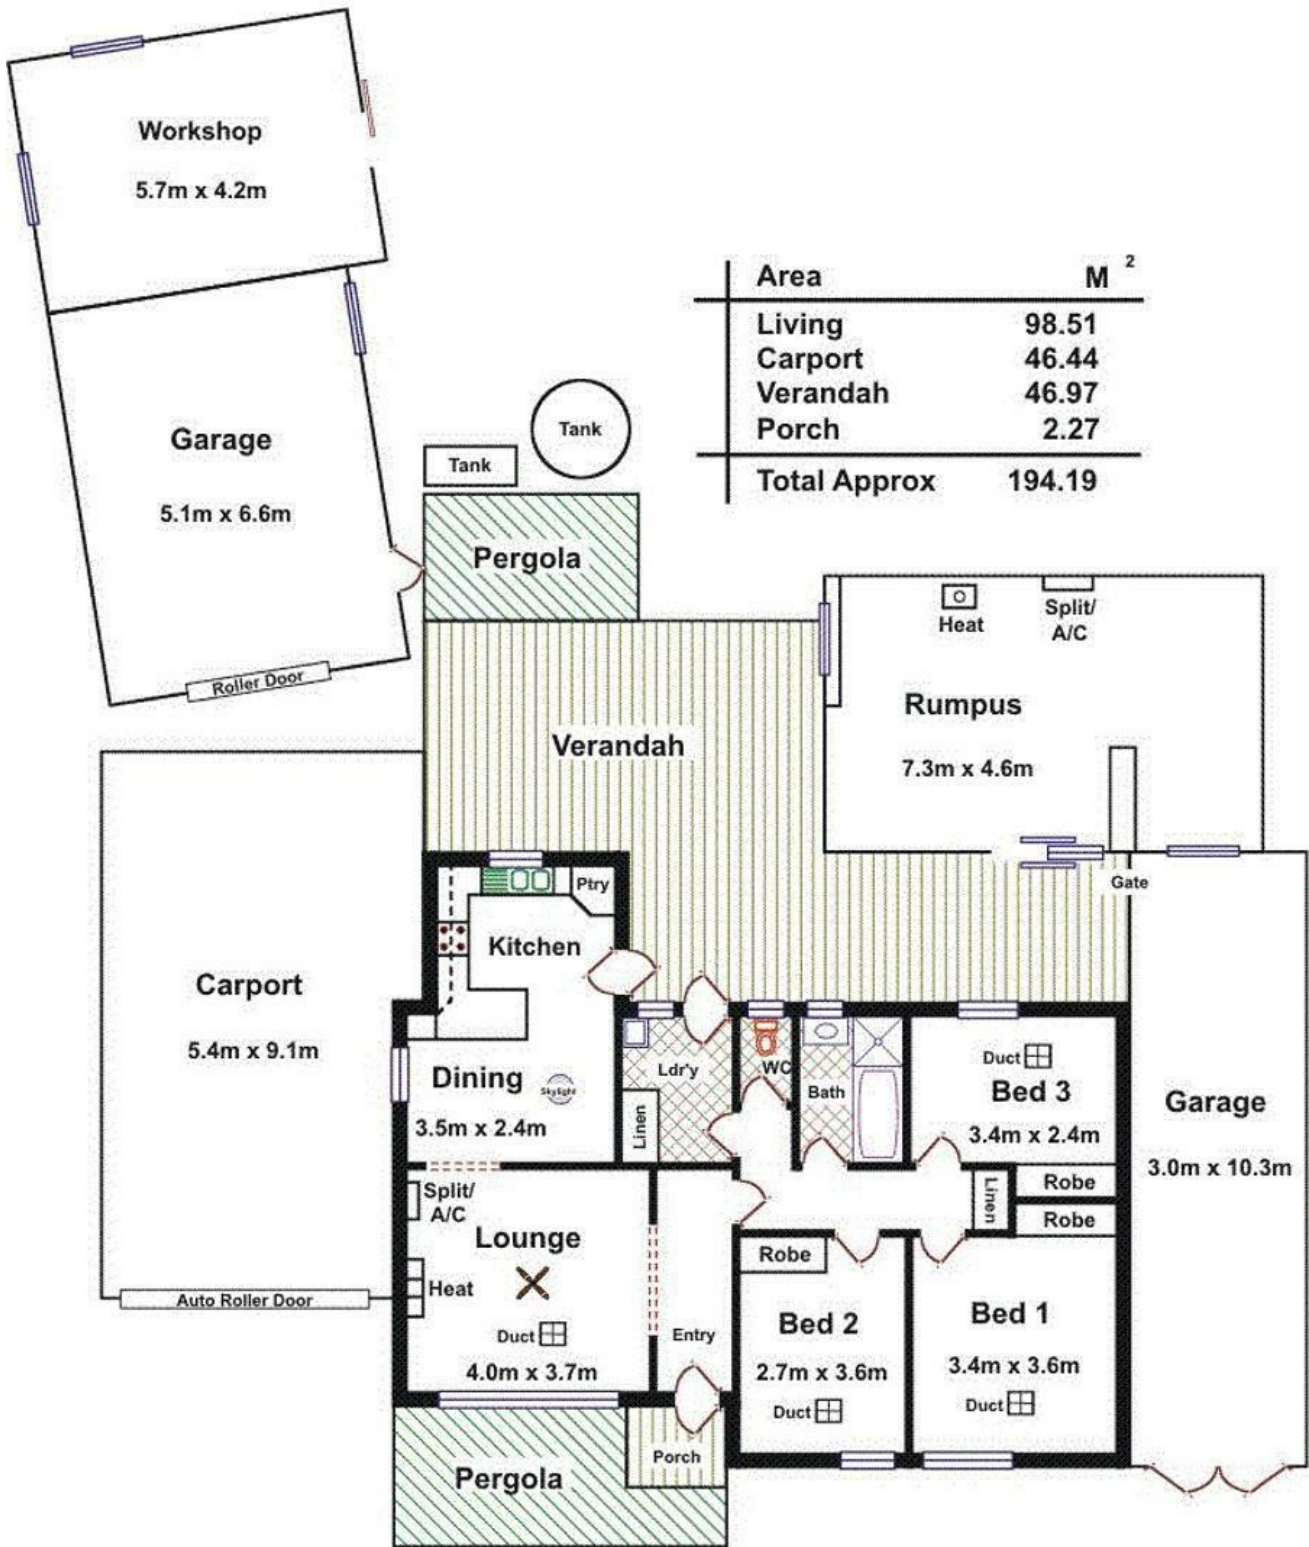 Workshop
5.7m x 4.2m
Area M 2
Living 98.51
Carport 46.44
Verandah 46.97
Porch 2.27
Total Approx 194.19
Garage
5.1m x 6.6m
Tank
Tank
Pergola
Roller Door
Heat
Split/
A/C
Rumpus
7.3m x 4.6m
Verandah
Gate
Ptry
Kitchen
Carport
5.4m x 9.1m
Dining
Skylight
3.5m x 2.4m
Ldr'y
Linen
WC
Bath
Duct
Bed 3
3.4m x 2.4m
Garage
3.0m x 10.3m
Robe
Linen
Robe
Split/
A/C
Lounge
Heat
Duct
4.0m x 3.7m
Auto Roller Door
Entry
Robe
Bed 2
2.7m x 3.6m
Duct
Bed 1
3.4m x 3.6m
Duct
Porch
Pergola